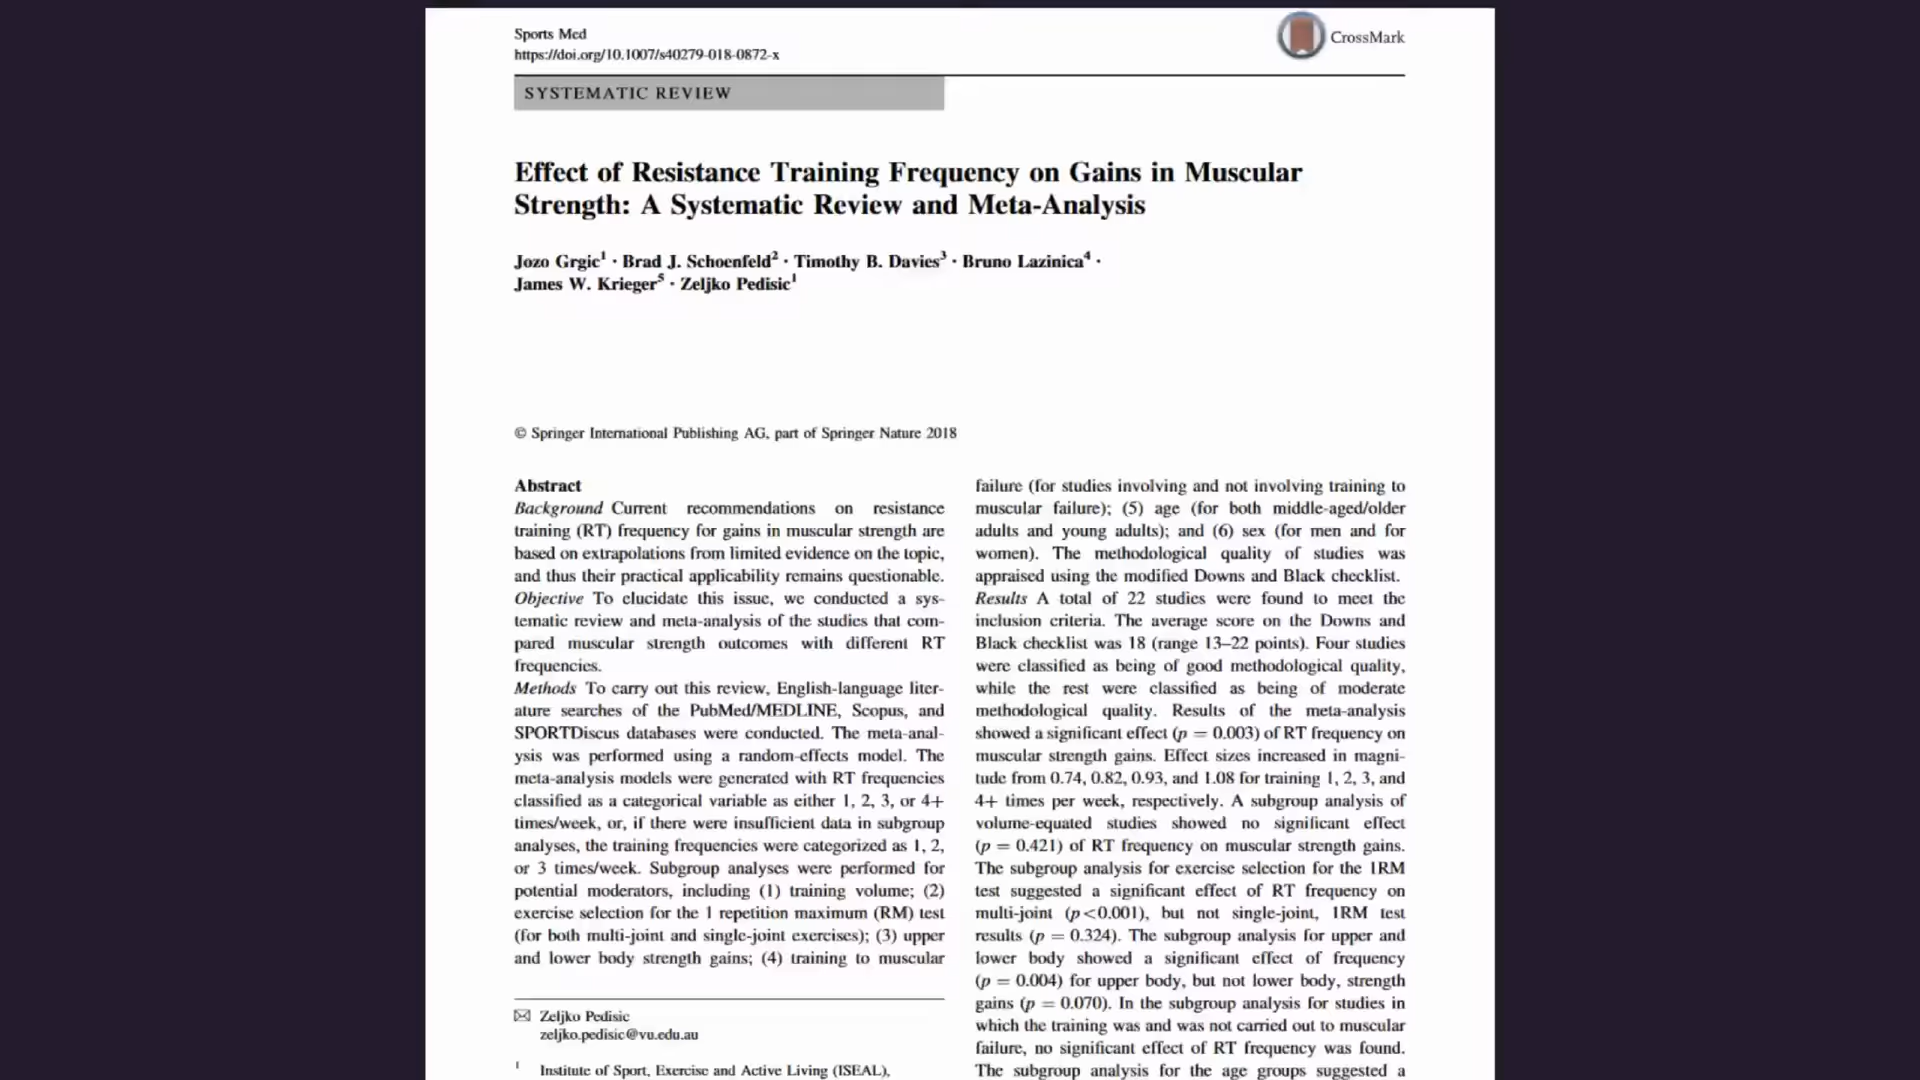 Sports Med
https://doi.org/10.1007/s40279-018-0872-x
CrossMark
SYSTEMATIC REVIEW
Effect of Resistance Training Frequency on Gains in Muscular
Strength: A Systematic Review and Meta-Analysis
Jozo Grgic¹ · Brad J. Schoenfeld² · Timothy B. Davies³ · Bruno Lazinica⁴ ·
James W. Krieger⁵ · Zeljko Pedisic¹
© Springer International Publishing AG, part of Springer Nature 2018
Abstract
Background Current recommendations on resistance
training (RT) frequency for gains in muscular strength are
based on extrapolations from limited evidence on the topic,
and thus their practical applicability remains questionable.
Objective To elucidate this issue, we conducted a sys-
tematic review and meta-analysis of the studies that com-
pared muscular strength outcomes with different RT
frequencies.
Methods To carry out this review, English-language liter-
ature searches of the PubMed/MEDLINE, Scopus, and
SPORTDiscus databases were conducted. The meta-anal-
ysis was performed using a random-effects model. The
meta-analysis models were generated with RT frequencies
classified as a categorical variable as either 1, 2, 3, or 4+
times/week, or, if there were insufficient data in subgroup
analyses, the training frequencies were categorized as 1, 2,
or 3 times/week. Subgroup analyses were performed for
potential moderators, including (1) training volume; (2)
exercise selection for the 1 repetition maximum (RM) test
(for both multi-joint and single-joint exercises); (3) upper
and lower body strength gains; (4) training to muscular
✉ Zeljko Pedisic
zeljko.pedisic@vu.edu.au
¹ Institute of Sport, Exercise and Active Living (ISEAL),
failure (for studies involving and not involving training to
muscular failure); (5) age (for both middle-aged/older
adults and young adults); and (6) sex (for men and for
women). The methodological quality of studies was
appraised using the modified Downs and Black checklist.
Results A total of 22 studies were found to meet the
inclusion criteria. The average score on the Downs and
Black checklist was 18 (range 13–22 points). Four studies
were classified as being of good methodological quality,
while the rest were classified as being of moderate
methodological quality. Results of the meta-analysis
showed a significant effect (p = 0.003) of RT frequency on
muscular strength gains. Effect sizes increased in magni-
tude from 0.74, 0.82, 0.93, and 1.08 for training 1, 2, 3, and
4+ times per week, respectively. A subgroup analysis of
volume-equated studies showed no significant effect
(p = 0.421) of RT frequency on muscular strength gains.
The subgroup analysis for exercise selection for the 1RM
test suggested a significant effect of RT frequency on
multi-joint (p<0.001), but not single-joint, 1RM test
results (p = 0.324). The subgroup analysis for upper and
lower body showed a significant effect of frequency
(p = 0.004) for upper body, but not lower body, strength
gains (p = 0.070). In the subgroup analysis for studies in
which the training was and was not carried out to muscular
failure, no significant effect of RT frequency was found.
The subgroup analysis for the age groups suggested a